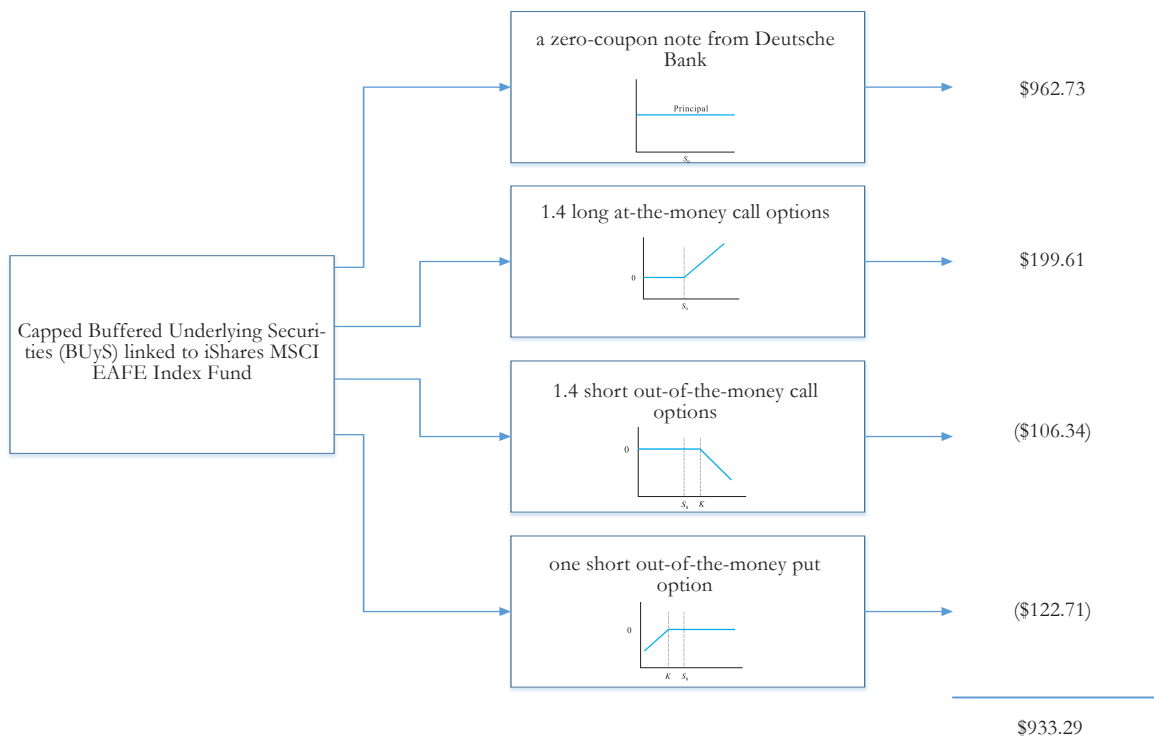 a zero-coupon note from Deutsche
Bank
Principal
S₀
$962.73
1.4 long at-the-money call options
0
S₀
$199.61
Capped Buffered Underlying Securi-
ties (BUyS) linked to iShares MSCI
EAFE Index Fund
1.4 short out-of-the-money call
options
0
S₀ K
($106.34)
one short out-of-the-money put
option
0
K S₀
($122.71)
$933.29